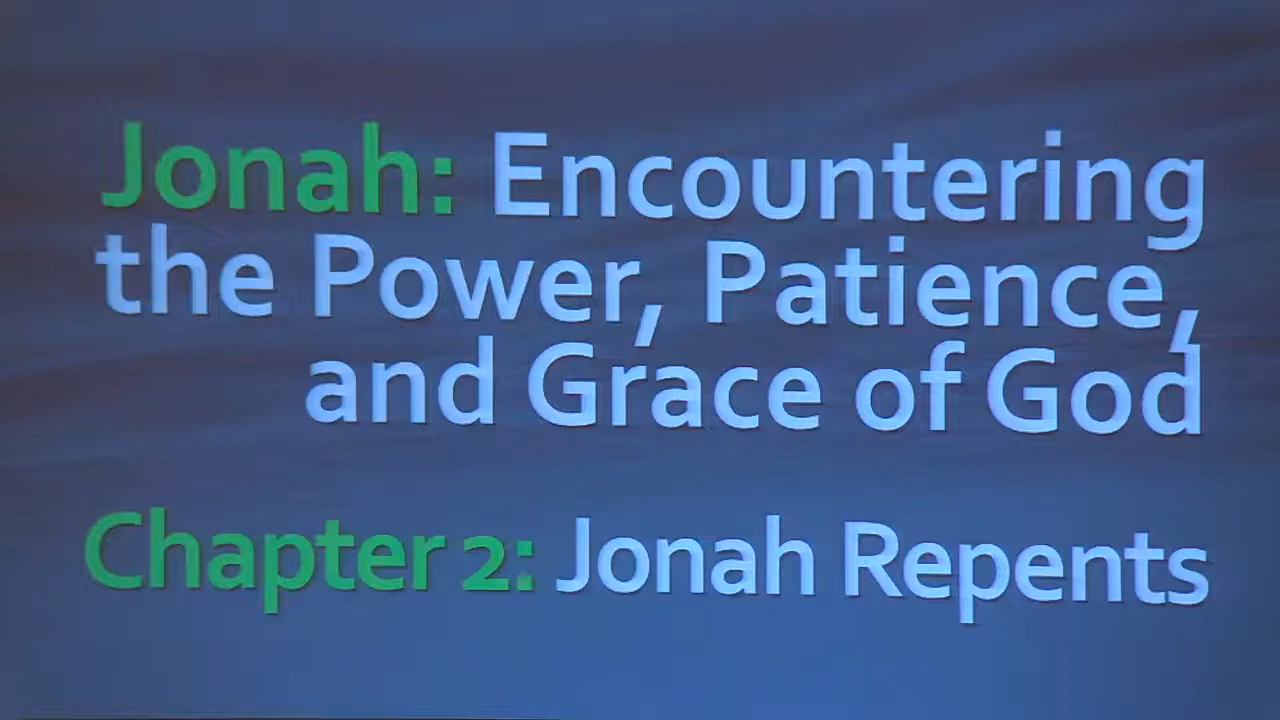 Jonah: Encountering
the Power, Patience,
and Grace of God
Chapter 2: Jonah Repents